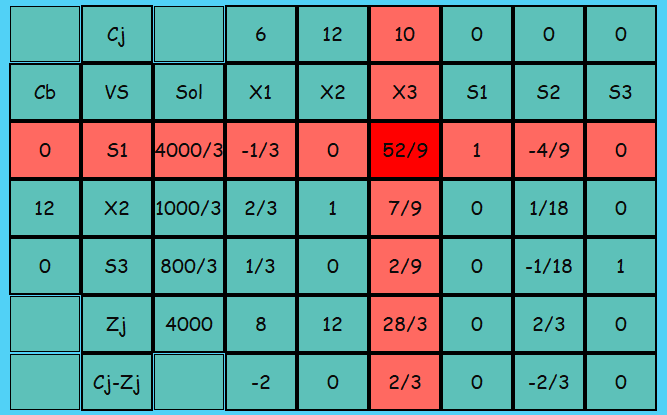 Cj 6 12 10 0 0 0
Cb VS Sol X1 X2 X3 S1 S2 S3
0 S1 4000/3 -1/3 0 52/9 1 -4/9 0
12 X2 1000/3 2/3 1 7/9 0 1/18 0
0 S3 800/3 1/3 0 2/9 0 -1/18 1
Zj 4000 8 12 28/3 0 2/3 0
Cj-Zj -2 0 2/3 0 -2/3 0